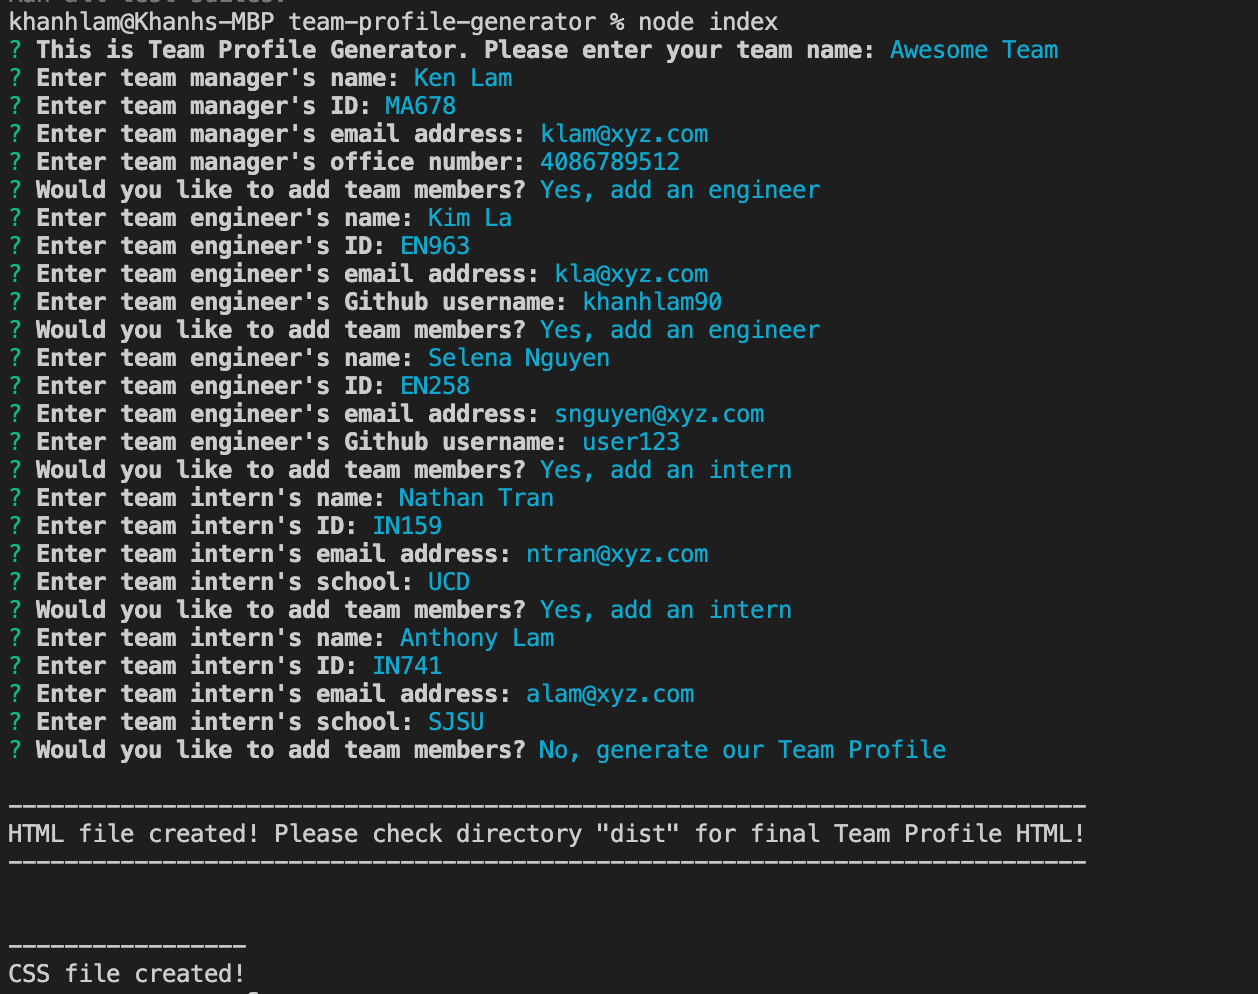 khanhlam@Khanhs-MBP team-profile-generator % node index
? This is Team Profile Generator. Please enter your team name: Awesome Team
? Enter team manager's name: Ken Lam
? Enter team manager's ID: MA678
? Enter team manager's email address: klam@xyz.com
? Enter team manager's office number: 4086789512
? Would you like to add team members? Yes, add an engineer
? Enter team engineer's name: Kim La
? Enter team engineer's ID: EN963
? Enter team engineer's email address: kla@xyz.com
? Enter team engineer's Github username: khanhlam90
? Would you like to add team members? Yes, add an engineer
? Enter team engineer's name: Selena Nguyen
? Enter team engineer's ID: EN258
? Enter team engineer's email address: snguyen@xyz.com
? Enter team engineer's Github username: user123
? Would you like to add team members? Yes, add an intern
? Enter team intern's name: Nathan Tran
? Enter team intern's ID: IN159
? Enter team intern's email address: ntran@xyz.com
? Enter team intern's school: UCD
? Would you like to add team members? Yes, add an intern
? Enter team intern's name: Anthony Lam
? Enter team intern's ID: IN741
? Enter team intern's email address: alam@xyz.com
? Enter team intern's school: SJSU
? Would you like to add team members? No, generate our Team Profile
-----------------------------------------------------------------------------
HTML file created! Please check directory "dist" for final Team Profile HTML!
-----------------------------------------------------------------------------
-----------------
CSS file created!